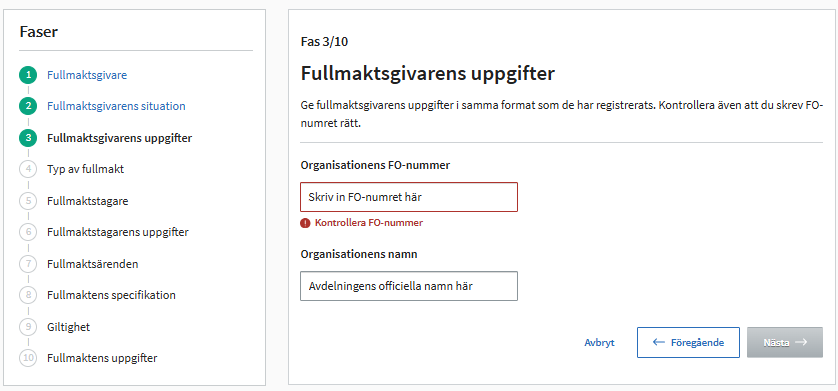 Faser
1 Fullmaktsgivare
2 Fullmaktsgivarens situation
3 Fullmaktsgivarens uppgifter
4 Typ av fullmakt
5 Fullmaktstagare
6 Fullmaktstagarens uppgifter
7 Fullmaktsärenden
8 Fullmaktens specifikation
9 Giltighet
10 Fullmaktens uppgifter
Fas 3/10
Fullmaktsgivarens uppgifter
Ge fullmaktsgivarens uppgifter i samma format som de har registrerats. Kontrollera även att du skrev FO-
numret rätt.
Organisationens FO-nummer
Skriv in FO-numret här
Kontrollera FO-nummer
Organisationens namn
Avdelningens officiella namn här
Avbryt
Föregående
Nästa